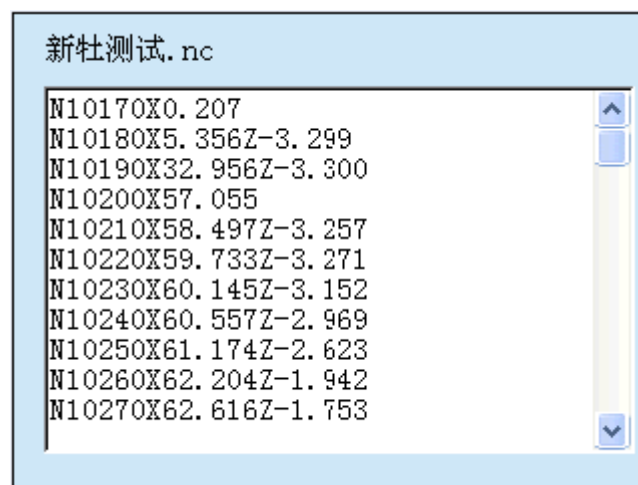 新牡测试.nc
N10170X0.207
N10180X5.356Z-3.299
N10190X32.956Z-3.300
N10200X57.055
N10210X58.497Z-3.257
N10220X59.733Z-3.271
N10230X60.145Z-3.152
N10240X60.557Z-2.969
N10250X61.174Z-2.623
N10260X62.204Z-1.942
N10270X62.616Z-1.753